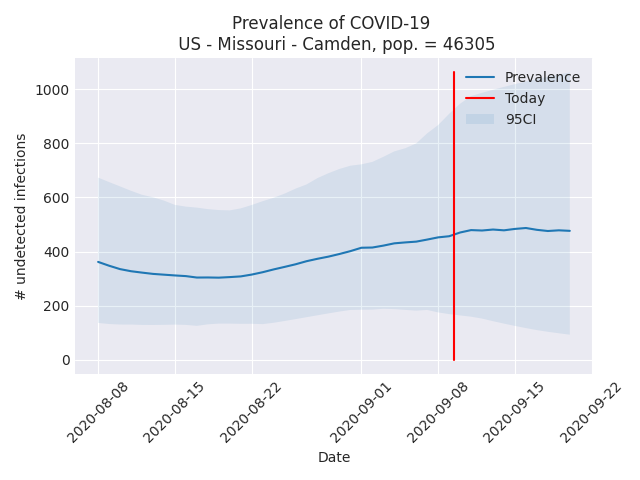 Prevalence of COVID-19
US - Missouri - Camden, pop. = 46305
Prevalence
Today
95CI
1000
800
600
400
200
0
# undetected infections
2020-08-08
2020-08-15
2020-08-22
2020-09-01
2020-09-08
2020-09-15
2020-09-22
Date